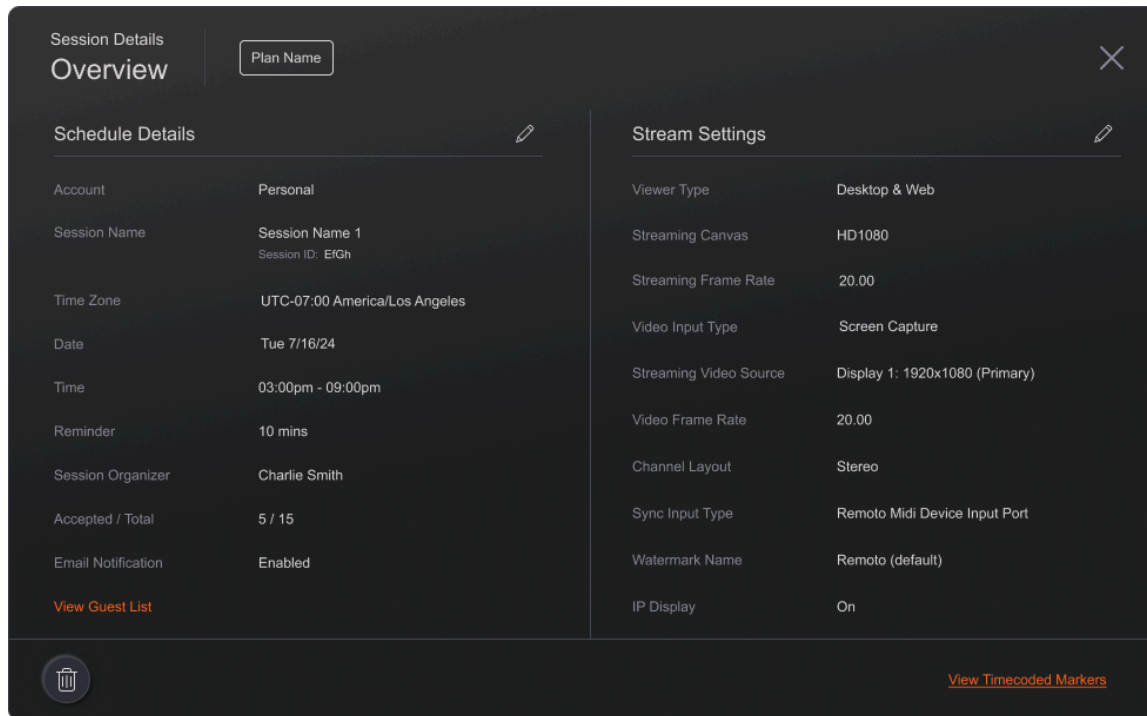 Session Details
Overview
Plan Name
Schedule Details
Account Personal
Session Name Session Name 1
Session ID: EfGh
Time Zone UTC-07:00 America/Los Angeles
Date Tue 7/16/24
Time 03:00pm - 09:00pm
Reminder 10 mins
Session Organizer Charlie Smith
Accepted / Total 5 / 15
Email Notification Enabled
View Guest List
Stream Settings
Viewer Type Desktop & Web
Streaming Canvas HD1080
Streaming Frame Rate 20.00
Video Input Type Screen Capture
Streaming Video Source Display 1: 1920x1080 (Primary)
Video Frame Rate 20.00
Channel Layout Stereo
Sync Input Type Remoto Midi Device Input Port
Watermark Name Remoto (default)
IP Display On
View Timecoded Markers